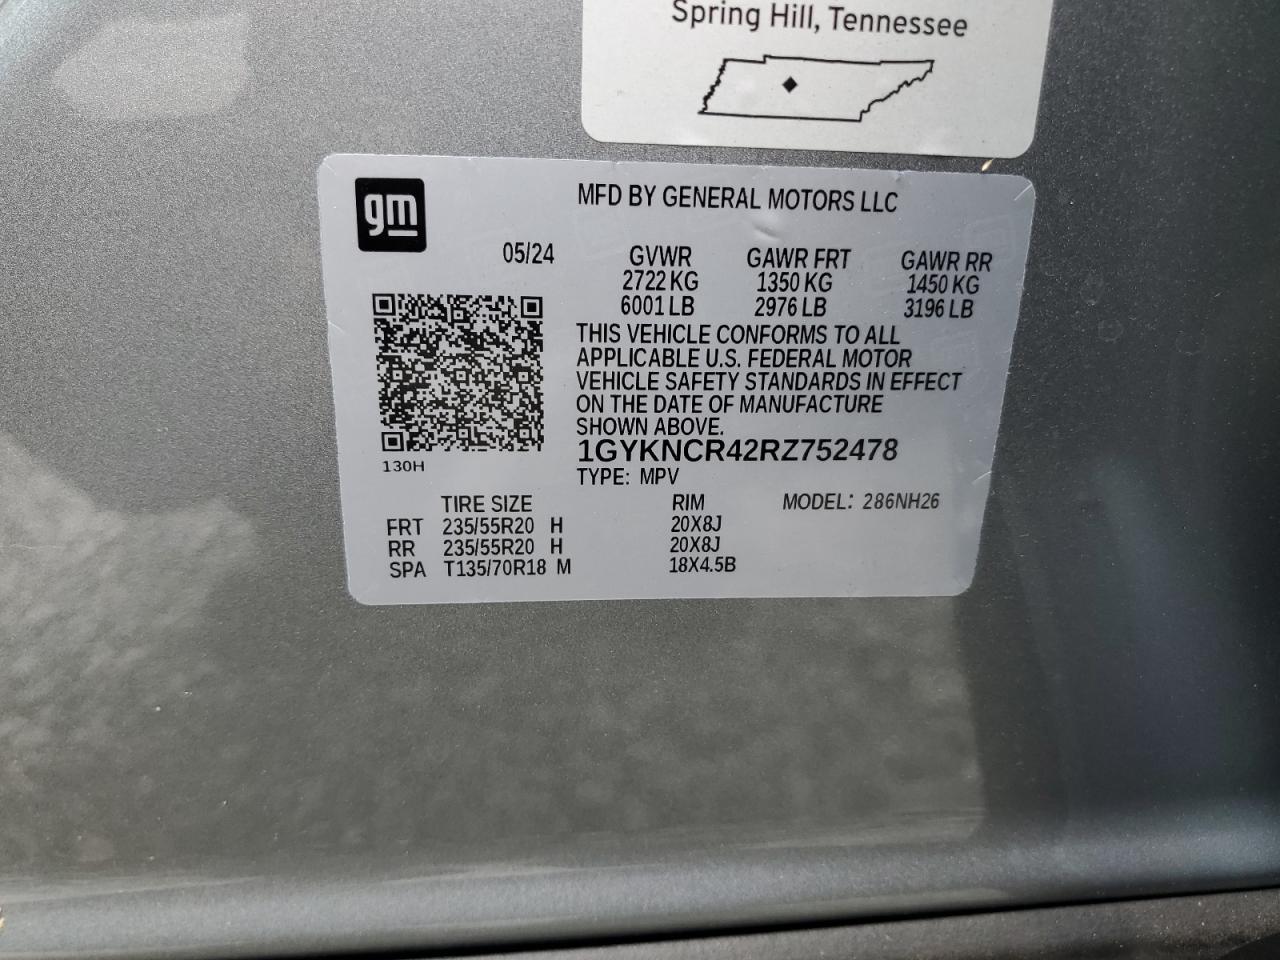 Spring Hill, Tennessee
gm
MFD BY GENERAL MOTORS LLC
05/24 GVWR GAWR FRT GAWR RR
2722 KG 1350 KG 1450 KG
6001 LB 2976 LB 3196 LB
THIS VEHICLE CONFORMS TO ALL
APPLICABLE U.S. FEDERAL MOTOR
VEHICLE SAFETY STANDARDS IN EFFECT
ON THE DATE OF MANUFACTURE
SHOWN ABOVE.
1GYKNCR42RZ752478
130H
TYPE: MPV
TIRE SIZE RIM MODEL: 286NH26
FRT 235/55R20 H 20X8J
RR 235/55R20 H 20X8J
SPA T135/70R18 M 18X4.5B